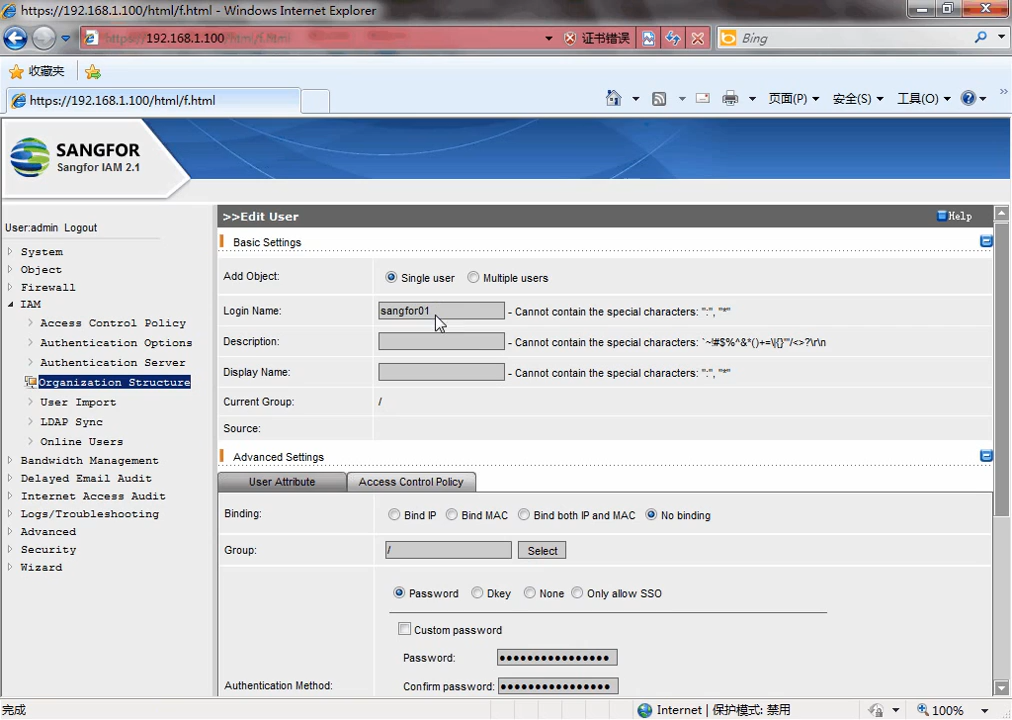 https://192.168.1.100/html/f.html - Windows Internet Explorer
https://192.168.1.100/html/f.html
证书错误
Bing
收藏夹
https://192.168.1.100/html/f.html
页面(P)
安全(S)
工具(O)
SANGFOR
Sangfor IAM 2.1
User:admin Logout
System
Object
Firewall
IAM
Access Control Policy
Authentication Options
Authentication Server
Organization Structure
User Import
LDAP Sync
Online Users
Bandwidth Management
Delayed Email Audit
Internet Access Audit
Logs/Troubleshooting
Advanced
Security
Wizard
>>Edit User
Help
Basic Settings
Add Object:
Single user
Multiple users
Login Name:
sangfor01
- Cannot contain the special characters: ":", "*"
Description:
- Cannot contain the special characters: `~!#$%^&*()+=\|{}'"/<>?\r\n
Display Name:
- Cannot contain the special characters: ":", "*"
Current Group:
/
Source:
Advanced Settings
User Attribute
Access Control Policy
Binding:
Bind IP
Bind MAC
Bind both IP and MAC
No binding
Group:
/
Select
Password
Dkey
None
Only allow SSO
Custom password
Password:
Authentication Method:
Confirm password:
完成
Internet | 保护模式: 禁用
100%